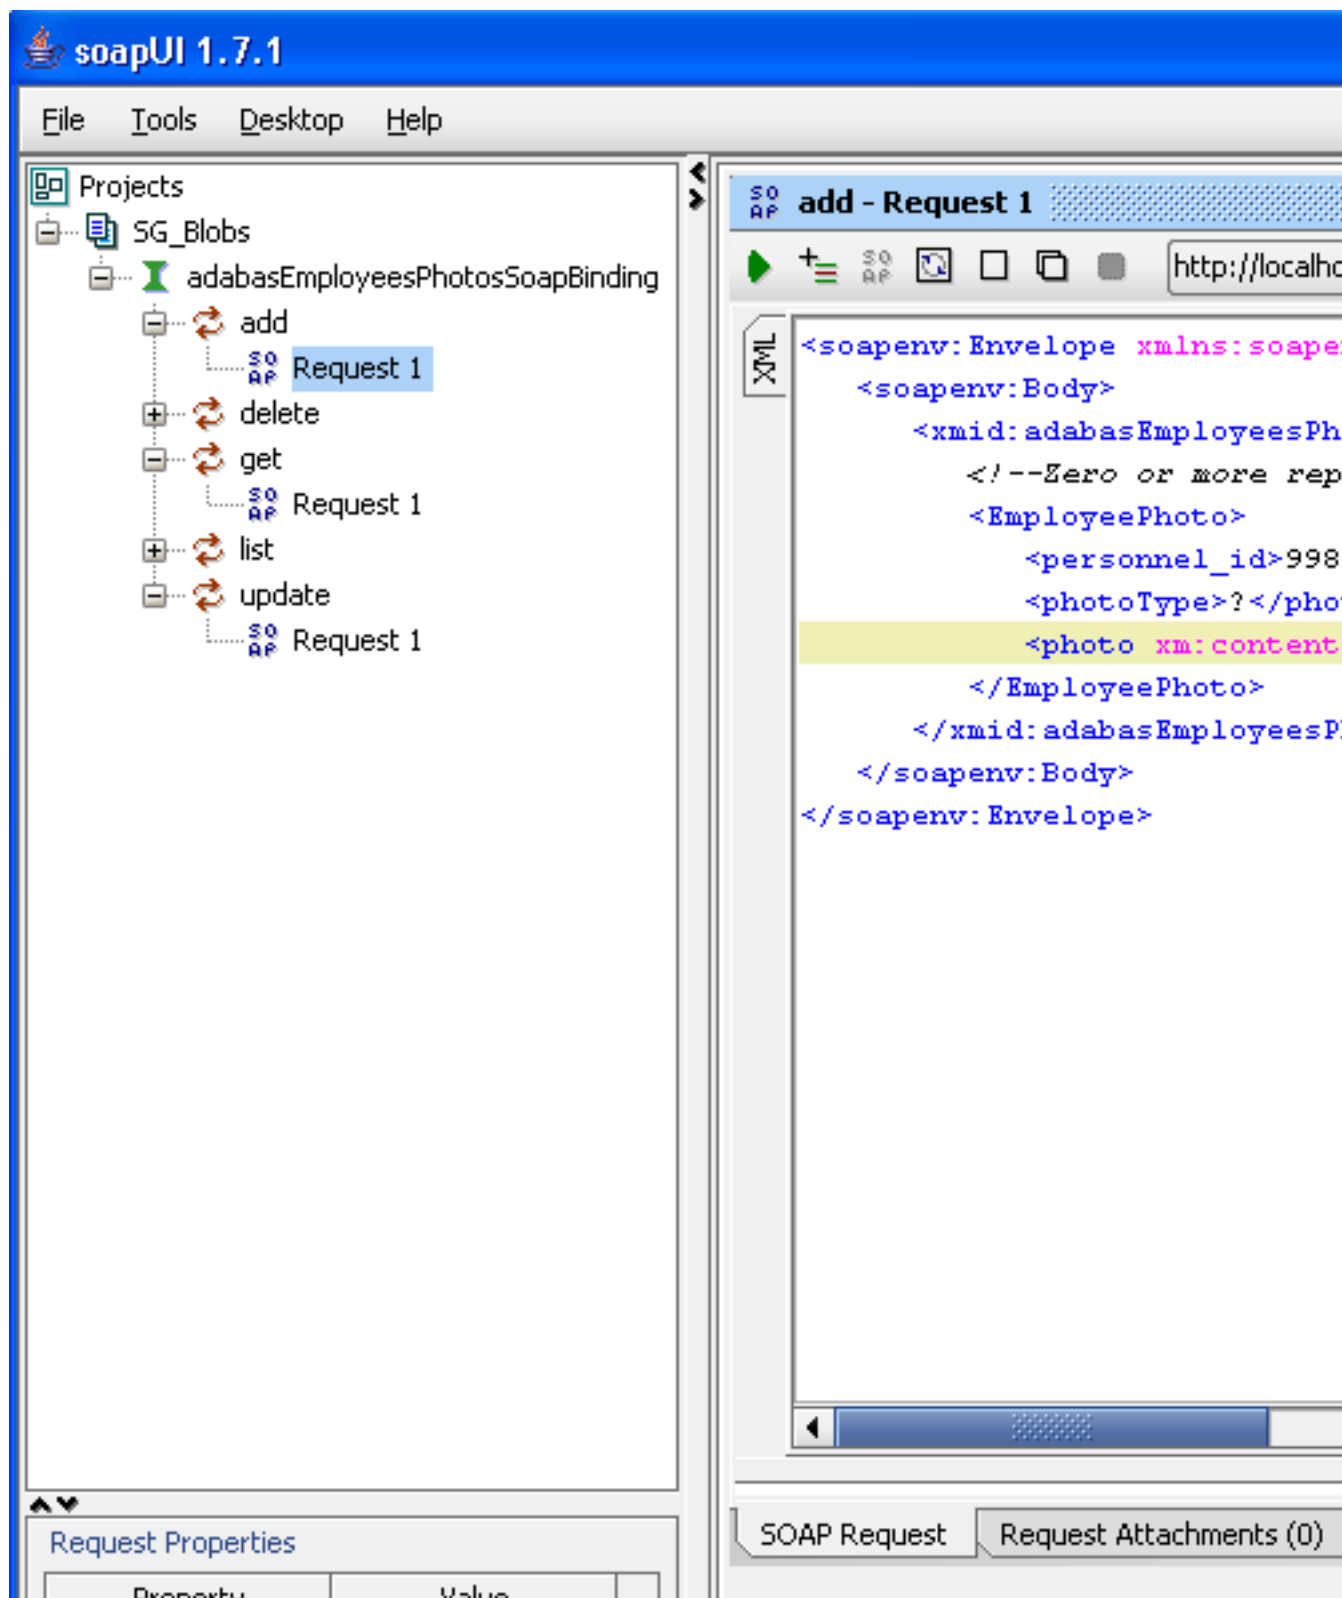 soapUI 1.7.1
File Tools Desktop Help
Projects
SG_Blobs
adabasEmployeesPhotosSoapBinding
add
Request 1
delete
get
Request 1
list
update
Request 1
Request Properties
Property Value
add - Request 1
http://localho
XML
<soapenv:Envelope xmlns:soape
<soapenv:Body>
<xmid:adabasEmployeesPh
<!--Zero or more rep
<EmployeePhoto>
<personnel_id>998
<photoType>?</pho
<photo xm:content
</EmployeePhoto>
</xmid:adabasEmployeesP
</soapenv:Body>
</soapenv:Envelope>
SOAP Request Request Attachments (0)